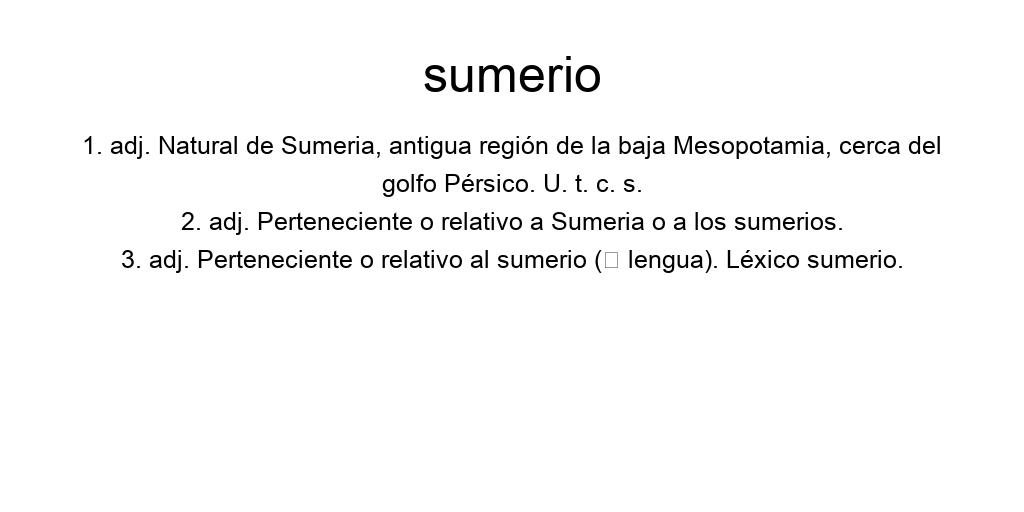 sumerio
1. adj. Natural de Sumeria, antigua región de la baja Mesopotamia, cerca del
golfo Pérsico. U. t. c. s.
2. adj. Perteneciente o relativo a Sumeria o a los sumerios.
3. adj. Perteneciente o relativo al sumerio (□ lengua). Léxico sumerio.